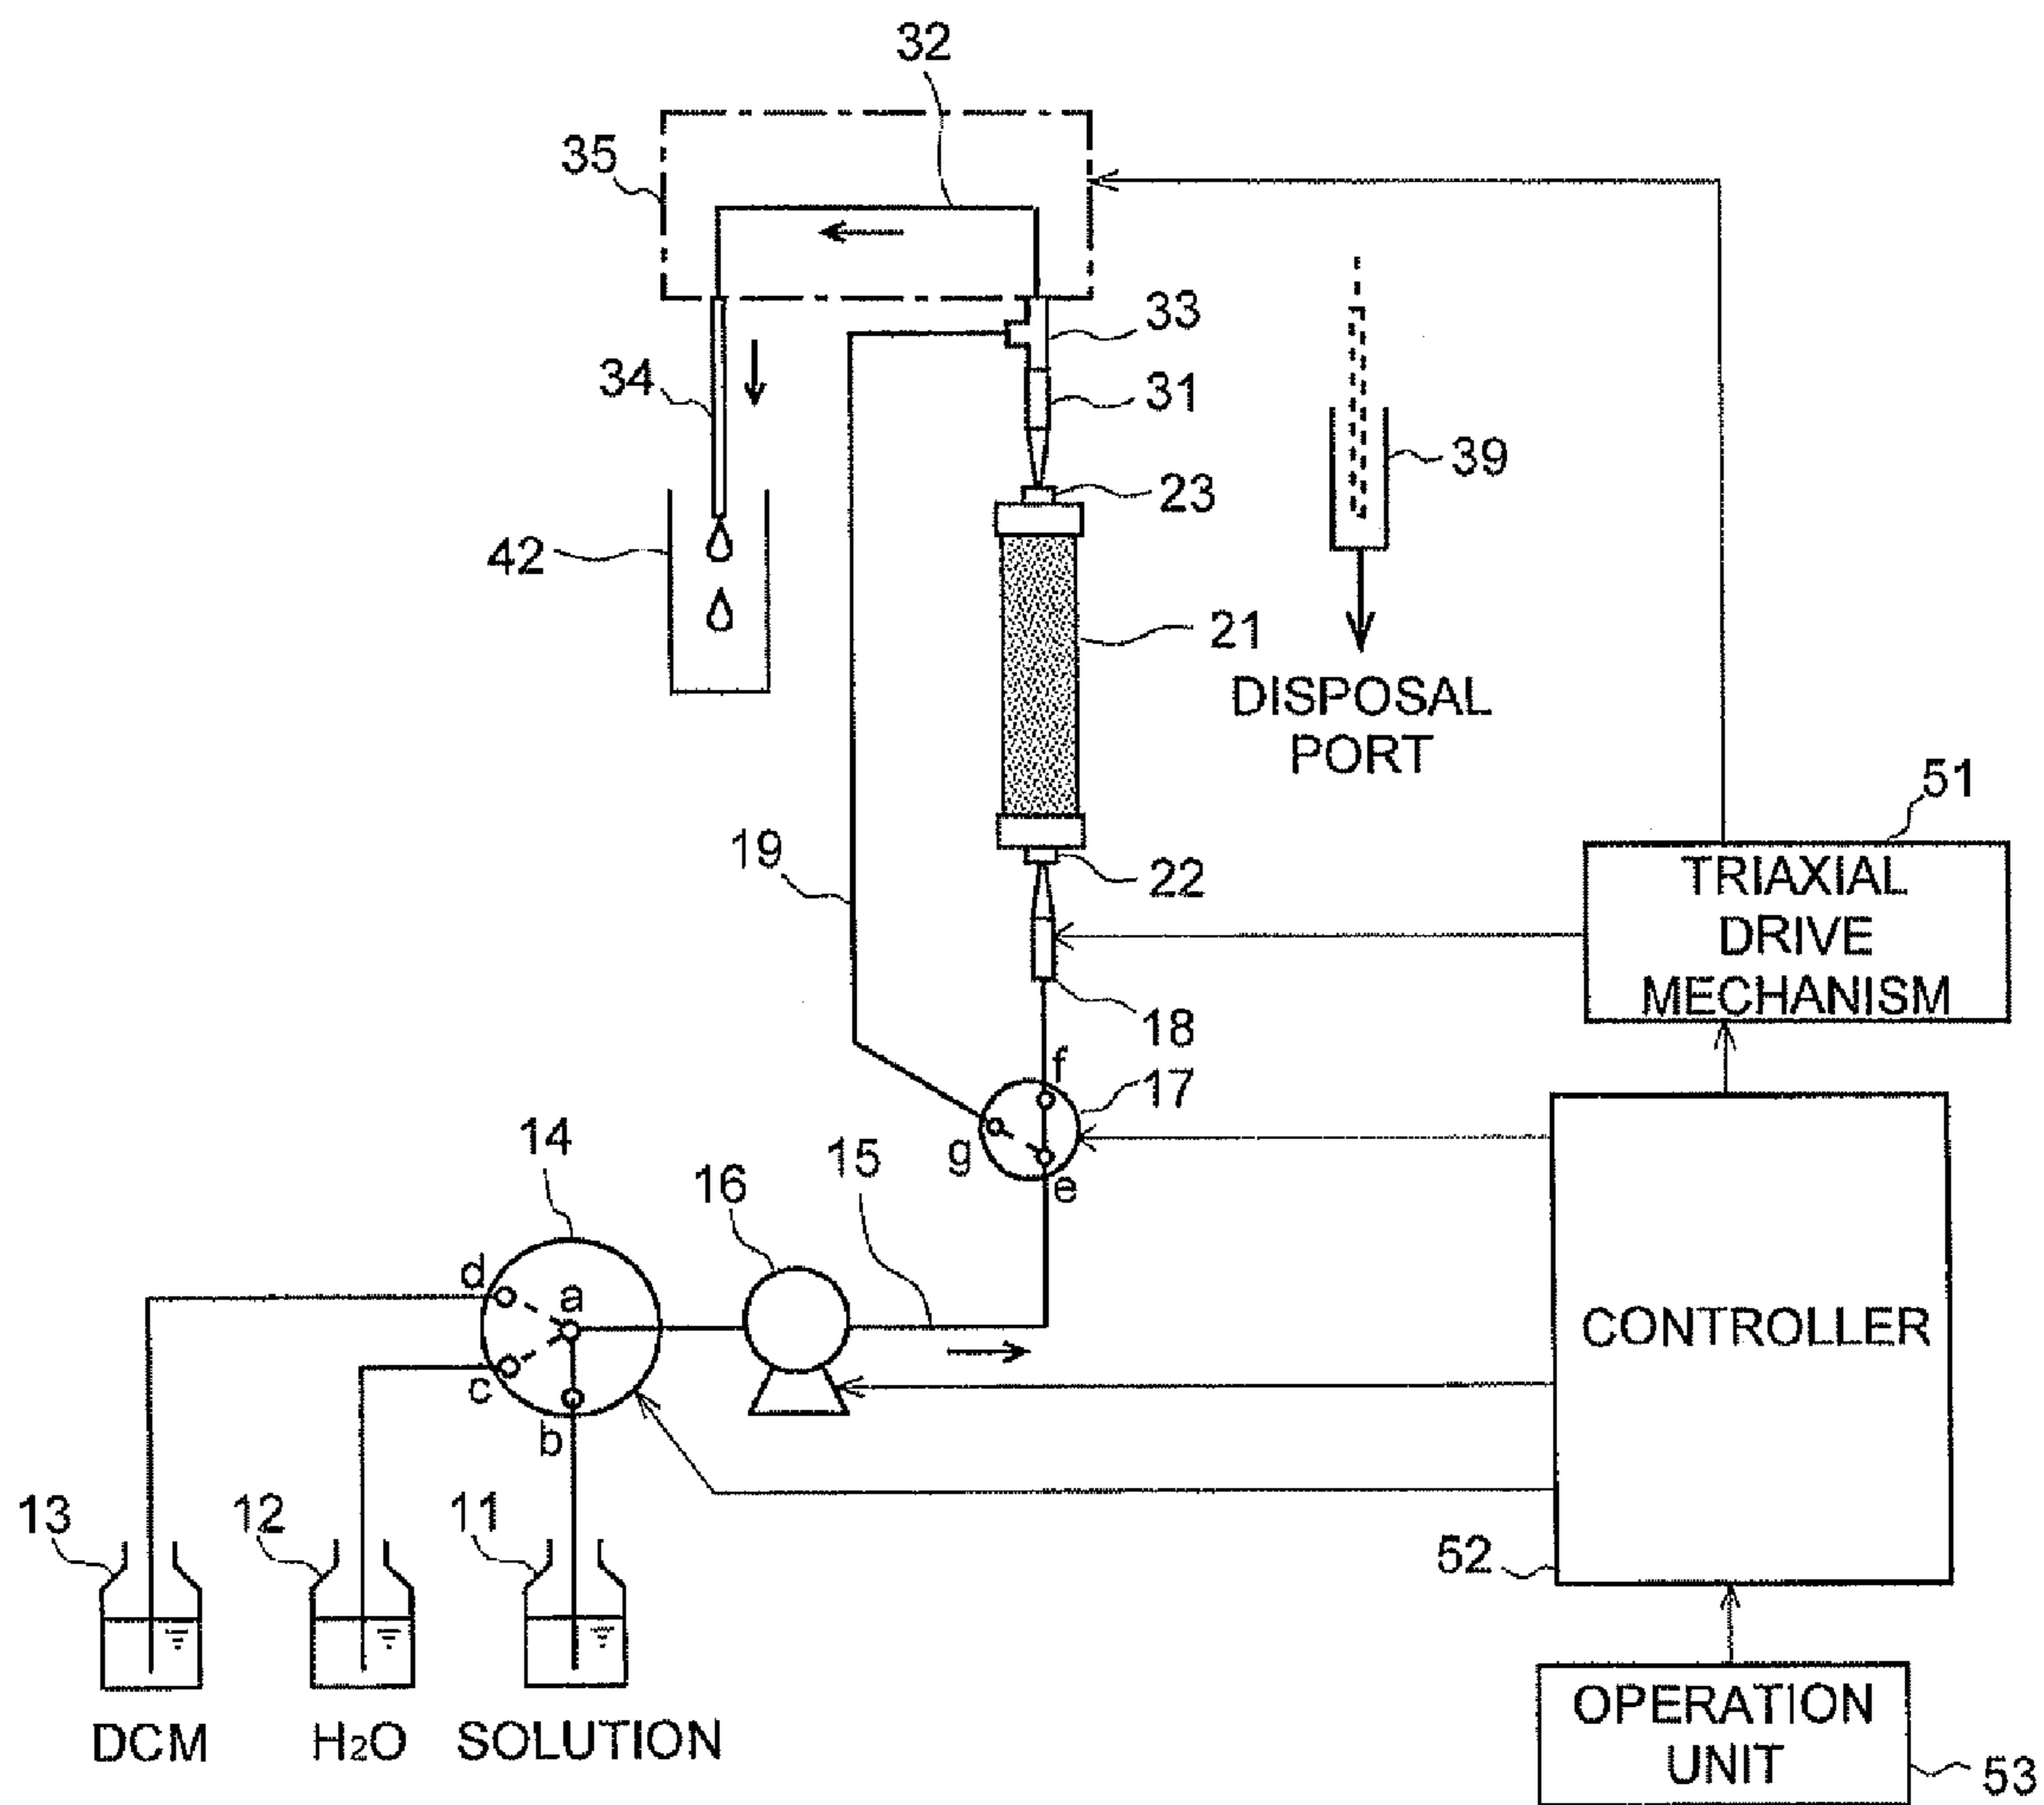 32
35
33
34
31
39
23
42
21
DISPOSAL
PORT
51
19
22
TRIAXIAL
DRIVE
MECHANISM
18
f
17
14
g
15
16
e
d
a
CONTROLLER
c
b
13
12
11
52
DCM
H₂O
SOLUTION
OPERATION
UNIT
53